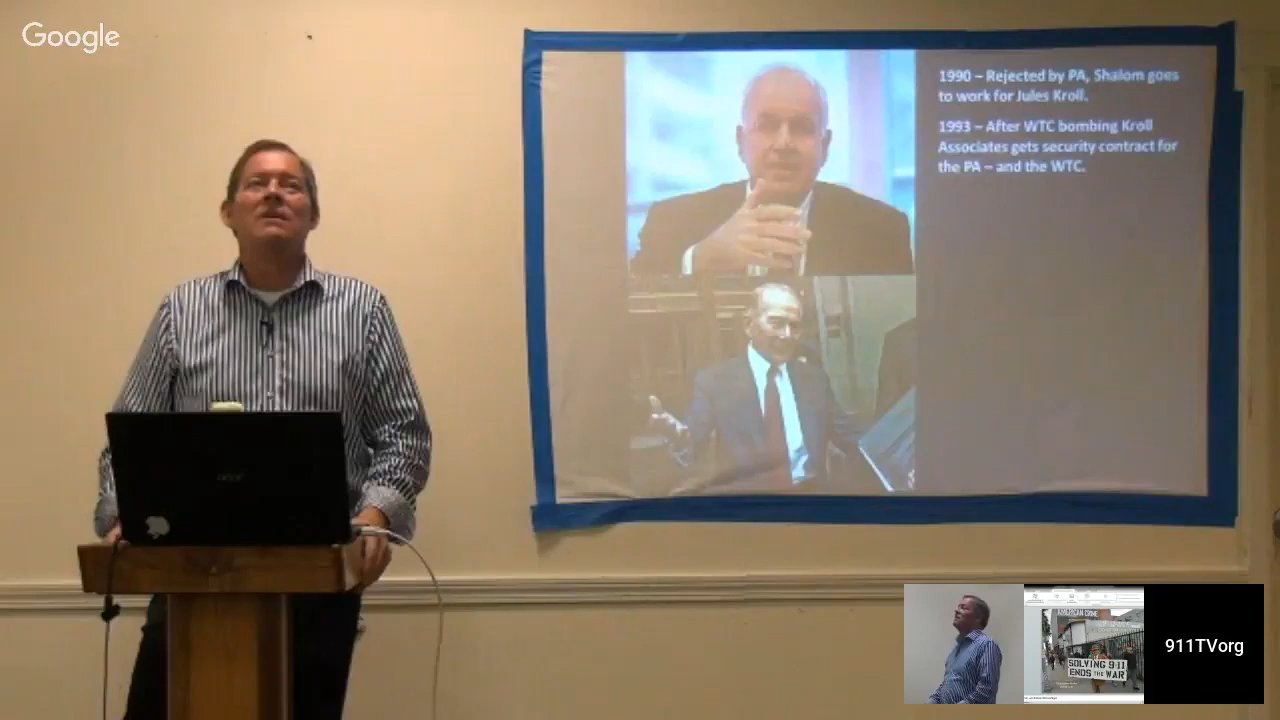 Google
1990 – Rejected by PA, Shalom goes
to work for Jules Kroll.
1993 – After WTC bombing Kroll
Associates gets security contract for
the PA – and the WTC.
acer
AMERICAN CRIME
SOLVING 9-11
ENDS THE WAR
911TVorg